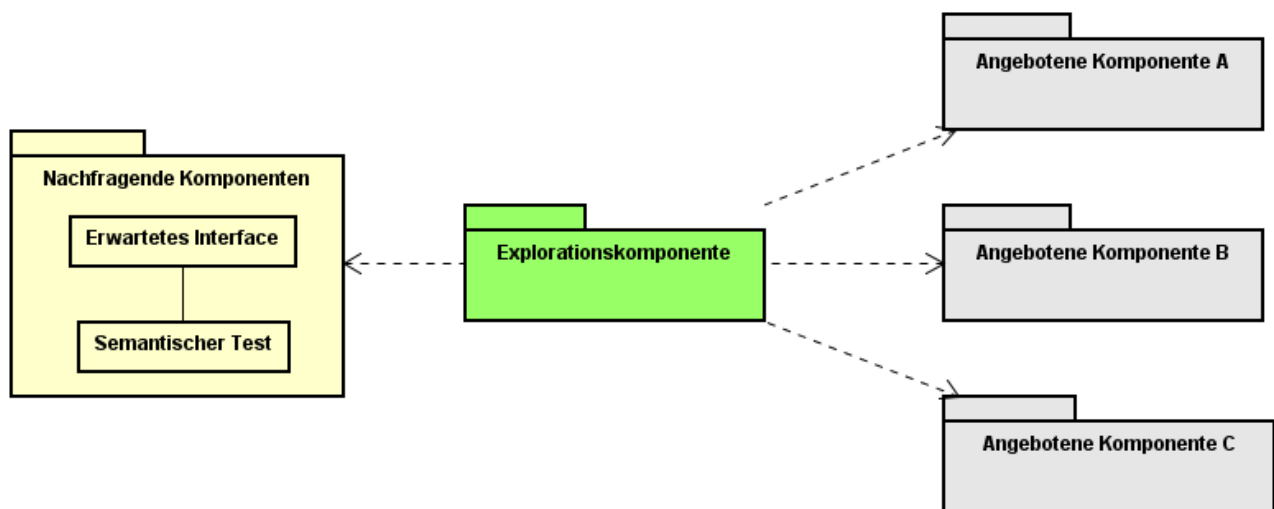 Nachfragende Komponenten
Erwartetes Interface
Semantischer Test
Explorationskomponente
Angebotene Komponente A
Angebotene Komponente B
Angebotene Komponente C